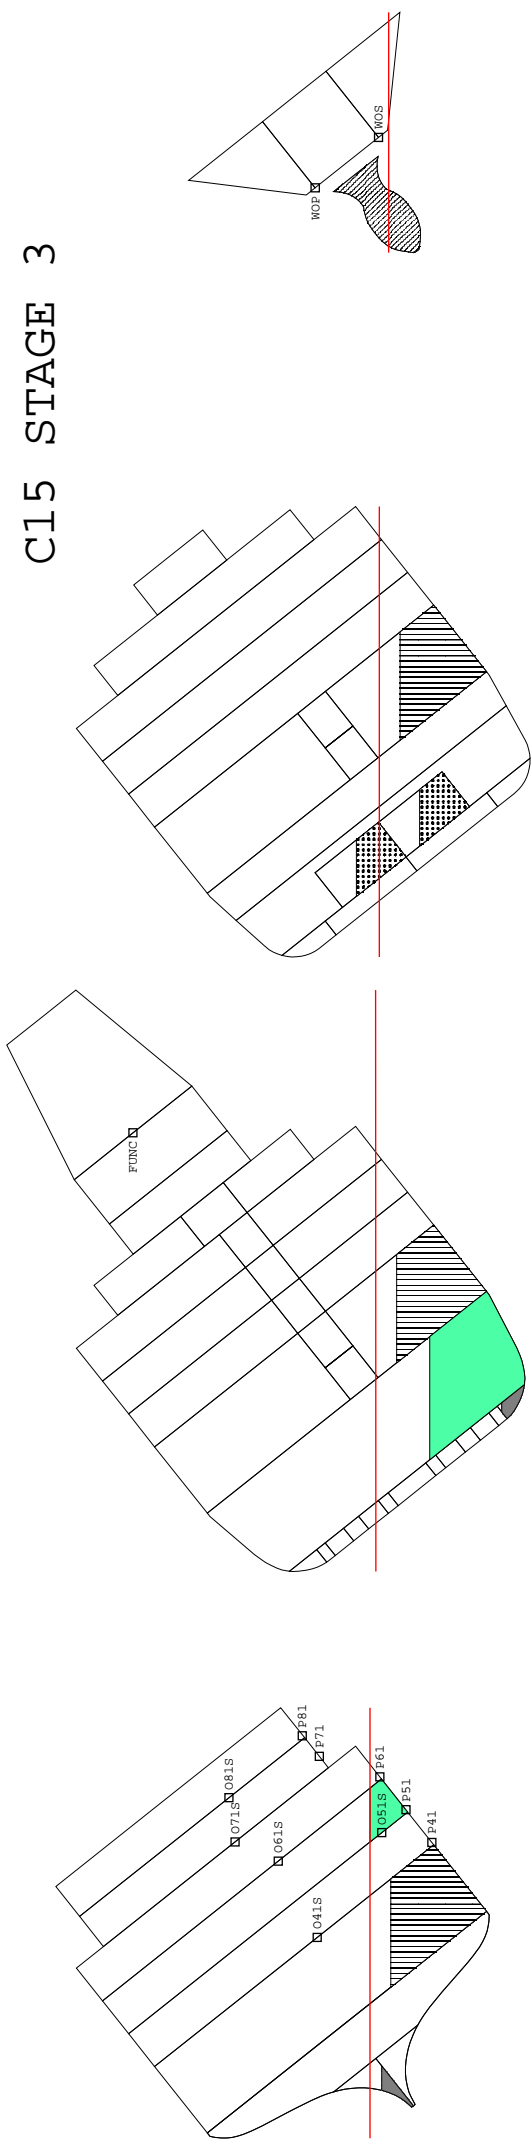 C15 STAGE 3
WOS
WOP
FUNC
P81
P71
O81S
O71S
P61
O51S
P51
O61S
P41
O41S